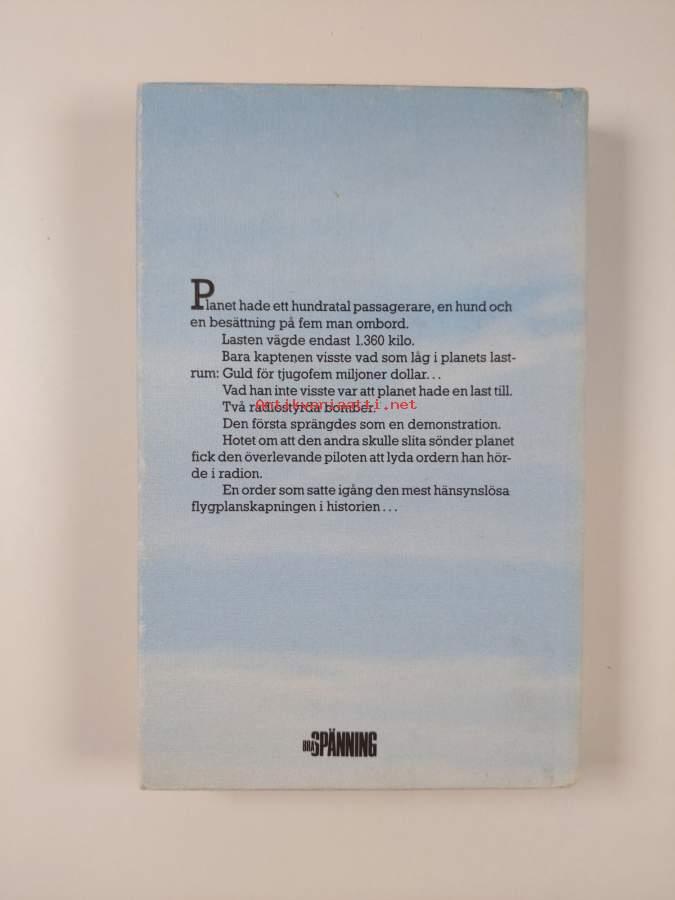 Planet hade ett hundratal passagerare, en hund och
en besättning på fem man ombord.
Lasten vägde endast 1.360 kilo.
Bara kaptenen visste vad som låg i planets last-
rum: Guld för tjugofem miljoner dollar...
Vad han inte visste var att planet hade en last till.
Två radiostyrda bomber.
Antikvariaatti.net
Den första sprängdes som en demonstration.
Hotet om att den andra skulle slita sönder planet
fick den överlevande piloten att lyda ordern han hör-
de i radion.
En order som satte igång den mest hänsynslösa
flygplanskapningen i historien...
BRA SPÄNNING